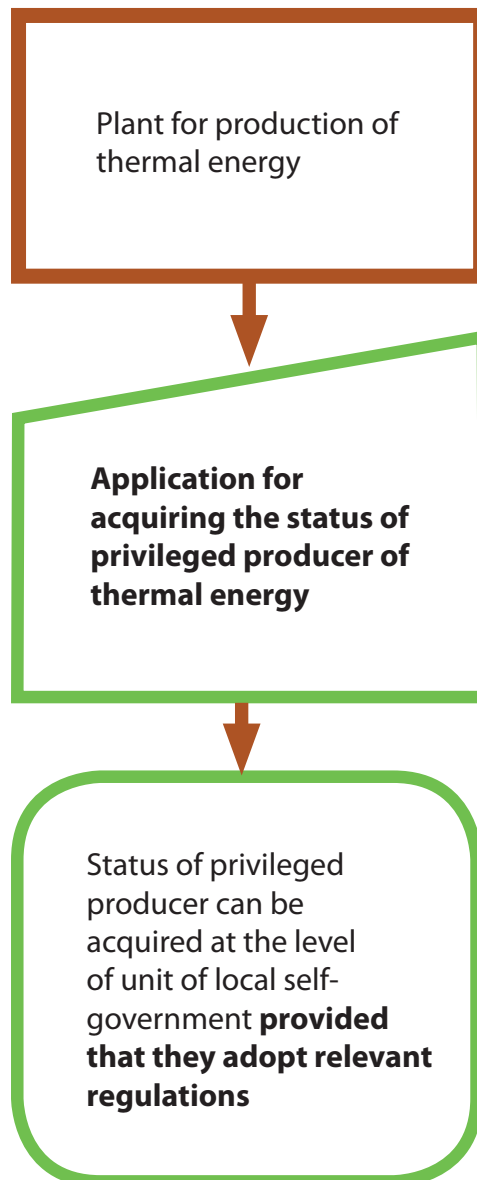 Plant for production of
thermal energy
Application for
acquiring the status of
privileged producer of
thermal energy
Status of privileged
producer can be
acquired at the level
of unit of local self-
government provided
that they adopt relevant
regulations